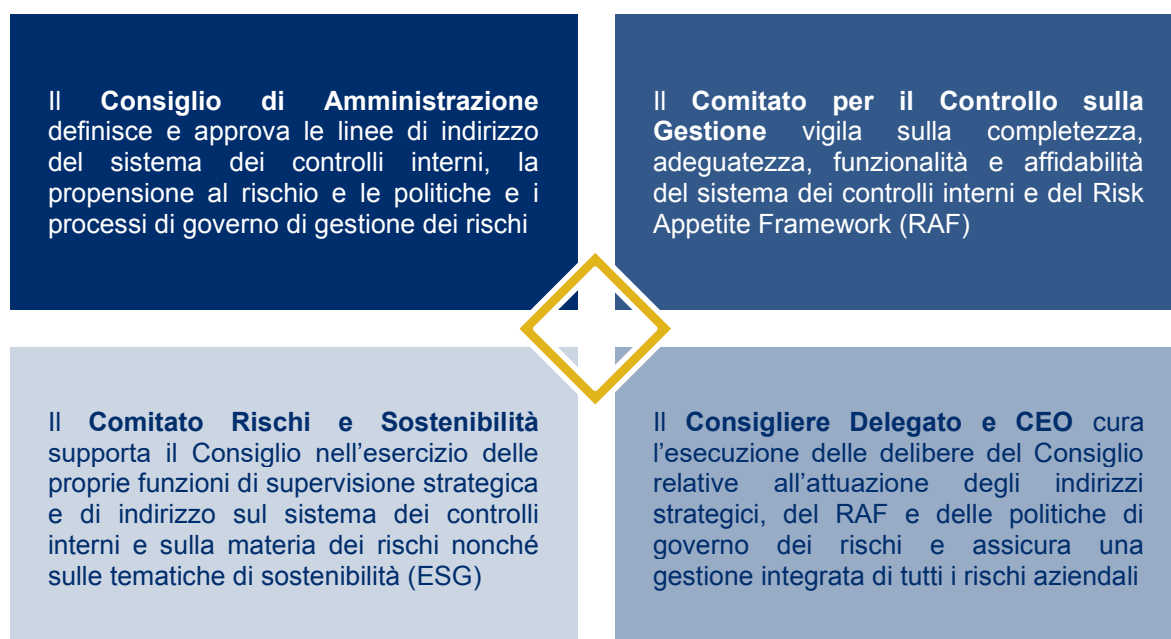 Il Consiglio di Amministrazione
definisce e approva le linee di indirizzo
del sistema dei controlli interni, la
propensione al rischio e le politiche e i
processi di governo di gestione dei rischi
Il Comitato per il Controllo sulla
Gestione vigila sulla completezza,
adeguatezza, funzionalità e affidabilità
del sistema dei controlli interni e del Risk
Appetite Framework (RAF)
Il Comitato Rischi e Sostenibilità
supporta il Consiglio nell’esercizio delle
proprie funzioni di supervisione strategica
e di indirizzo sul sistema dei controlli
interni e sulla materia dei rischi nonché
sulle tematiche di sostenibilità (ESG)
Il Consigliere Delegato e CEO cura
l’esecuzione delle delibere del Consiglio
relative all’attuazione degli indirizzi
strategici, del RAF e delle politiche di
governo dei rischi e assicura una
gestione integrata di tutti i rischi aziendali